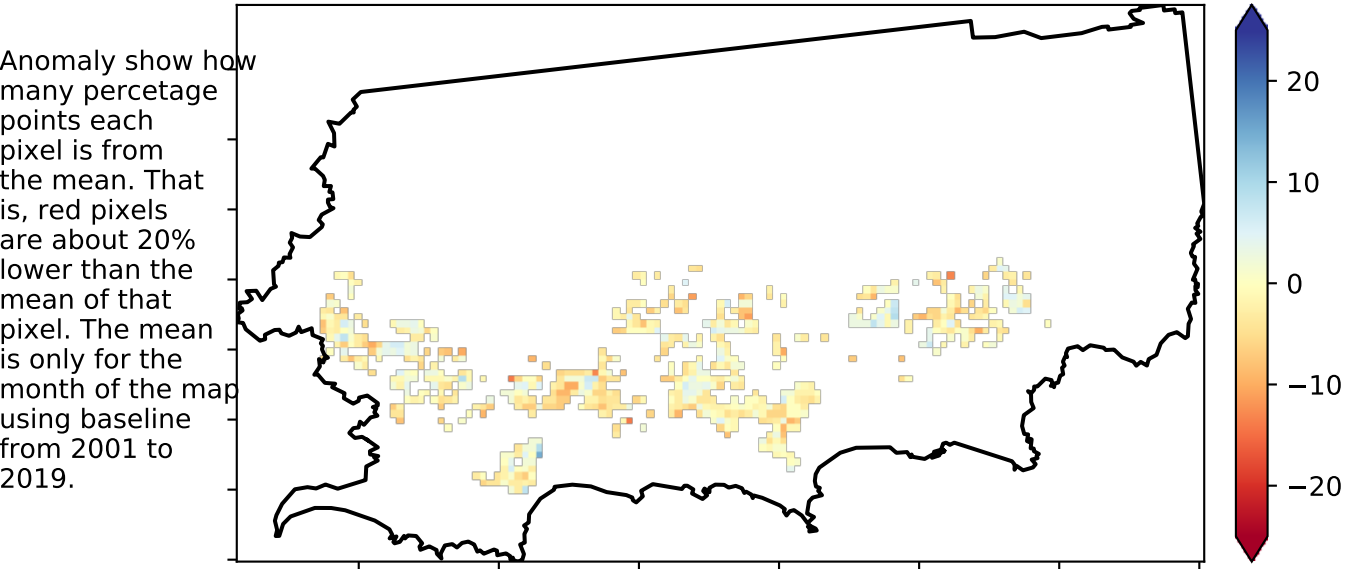 Anomaly show how
many percetage
points each
pixel is from
the mean. That
is, red pixels
are about 20%
lower than the
mean of that
pixel. The mean
is only for the
month of the map
using baseline
from 2001 to
2019.
20
10
0
−10
−20